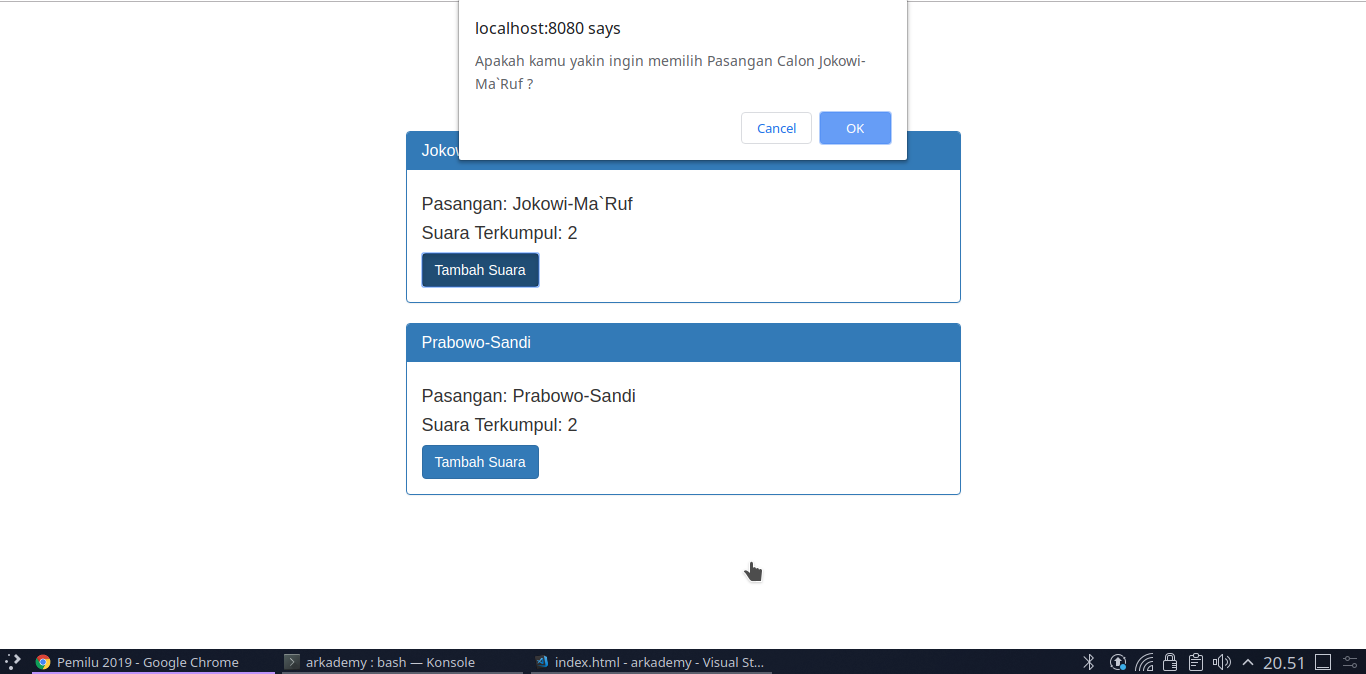 localhost:8080 says
Apakah kamu yakin ingin memilih Pasangan Calon Jokowi-
Ma`Ruf ?
Cancel
OK
Pasangan: Jokowi-Ma`Ruf
Suara Terkumpul: 2
Tambah Suara
Prabowo-Sandi
Pasangan: Prabowo-Sandi
Suara Terkumpul: 2
Tambah Suara
Pemilu 2019 - Google Chrome
arkademy : bash — Konsole
index.html - arkademy - Visual St...
20.51